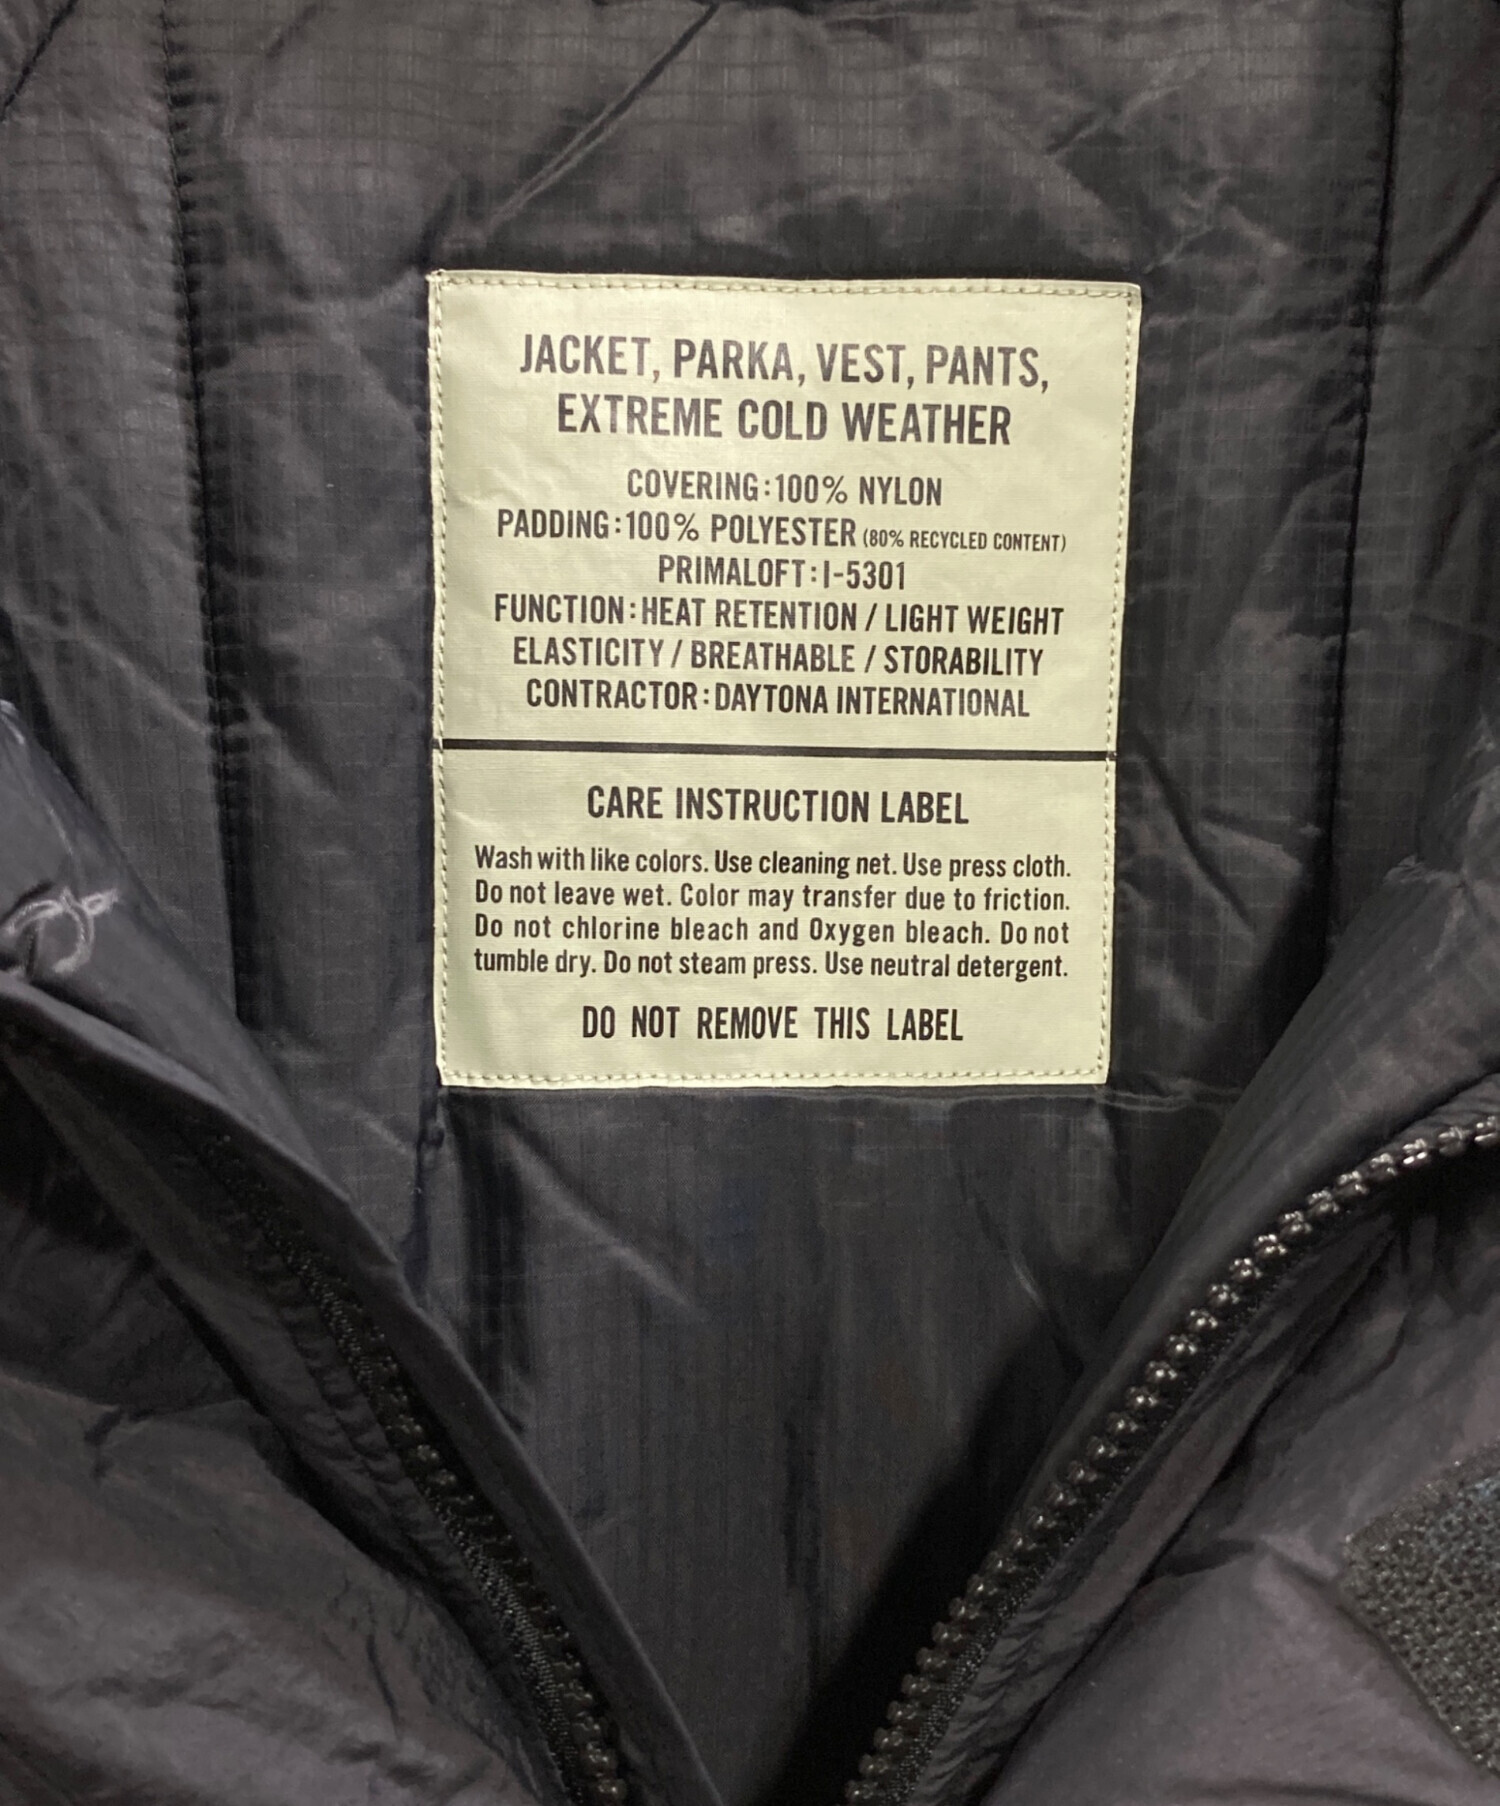 JACKET, PARKA, VEST, PANTS,
EXTREME COLD WEATHER
COVERING:100% NYLON
PADDING:100% POLYESTER (80% RECYCLED CONTENT)
PRIMALOFT:I-5301
FUNCTION:HEAT RETENTION / LIGHT WEIGHT
ELASTICITY / BREATHABLE / STORABILITY
CONTRACTOR:DAYTONA INTERNATIONAL
CARE INSTRUCTION LABEL
Wash with like colors. Use cleaning net. Use press cloth.
Do not leave wet. Color may transfer due to friction.
Do not chlorine bleach and Oxygen bleach. Do not
tumble dry. Do not steam press. Use neutral detergent.
DO NOT REMOVE THIS LABEL